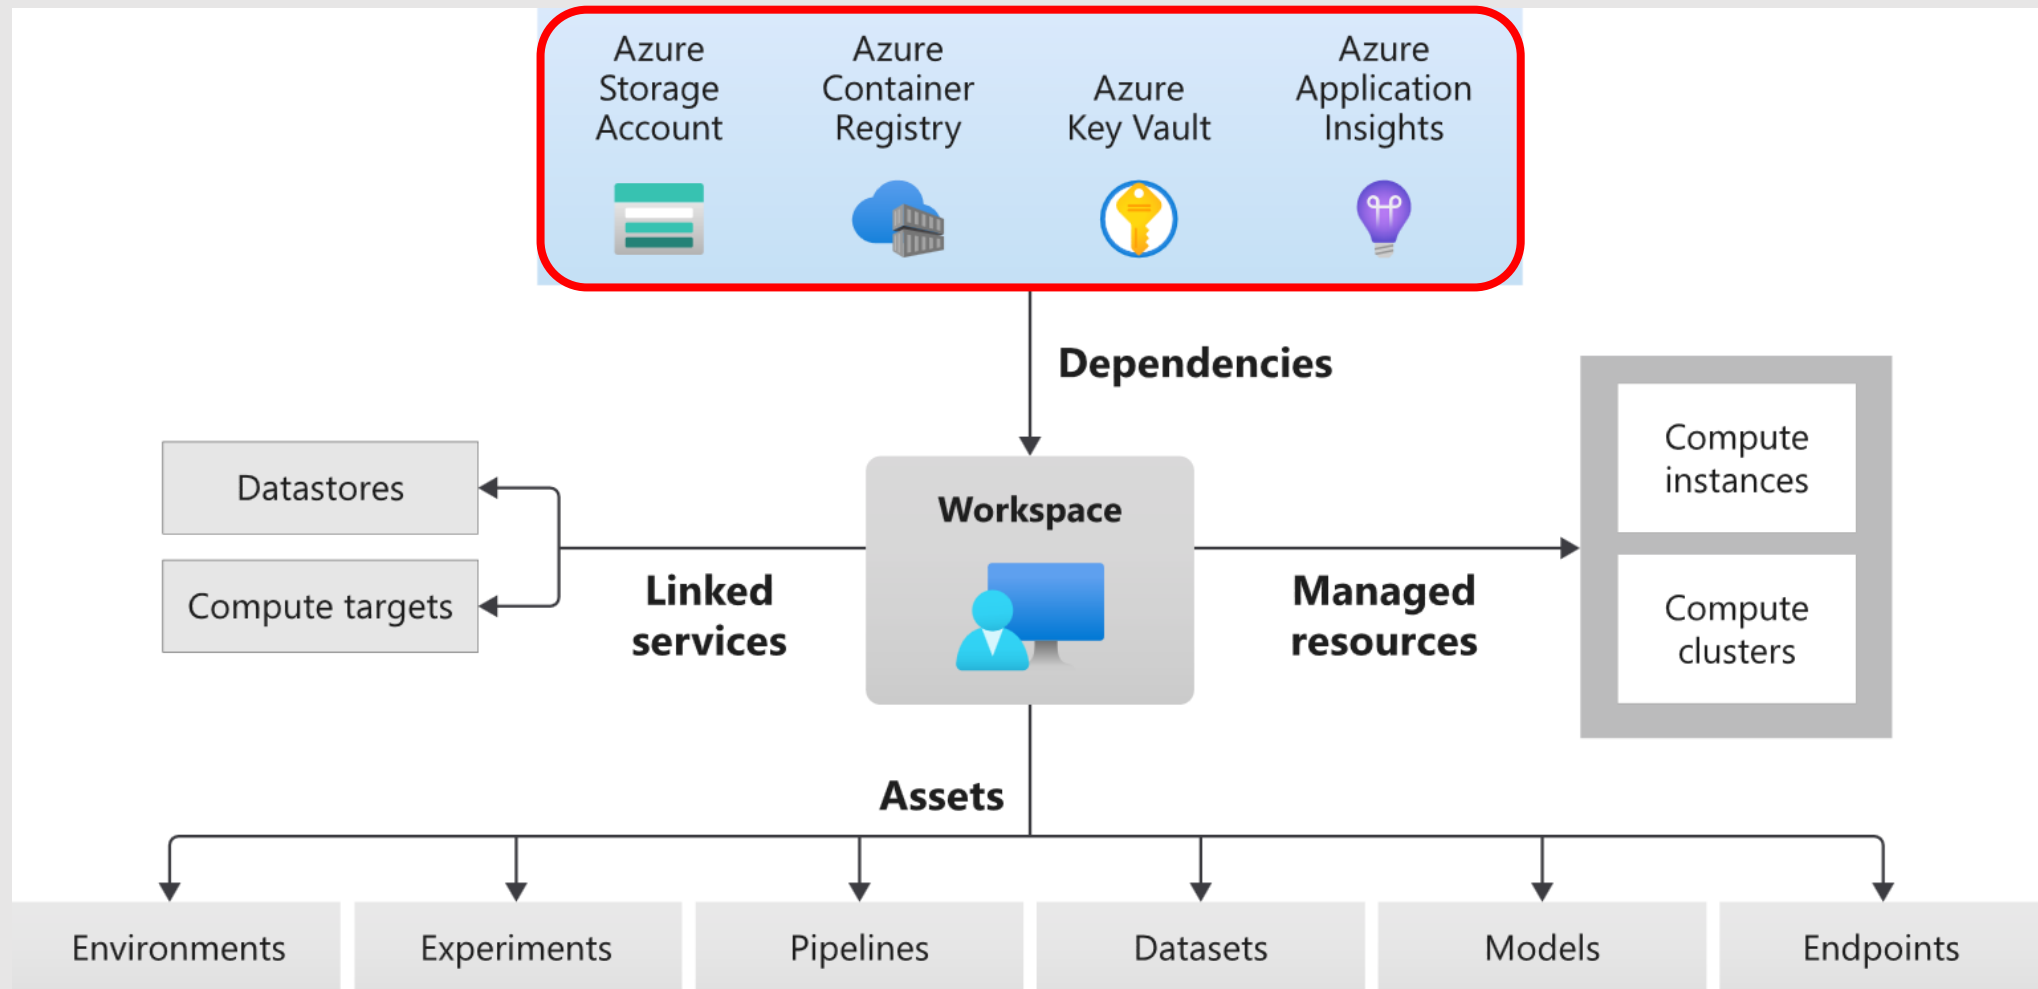 Azure
Storage
Account
Azure
Container
Registry
Azure
Key Vault
Azure
Application
Insights
Dependencies
Datastores
Compute targets
Linked
services
Workspace
Managed
resources
Compute
instances
Compute
clusters
Assets
Environments
Experiments
Pipelines
Datasets
Models
Endpoints